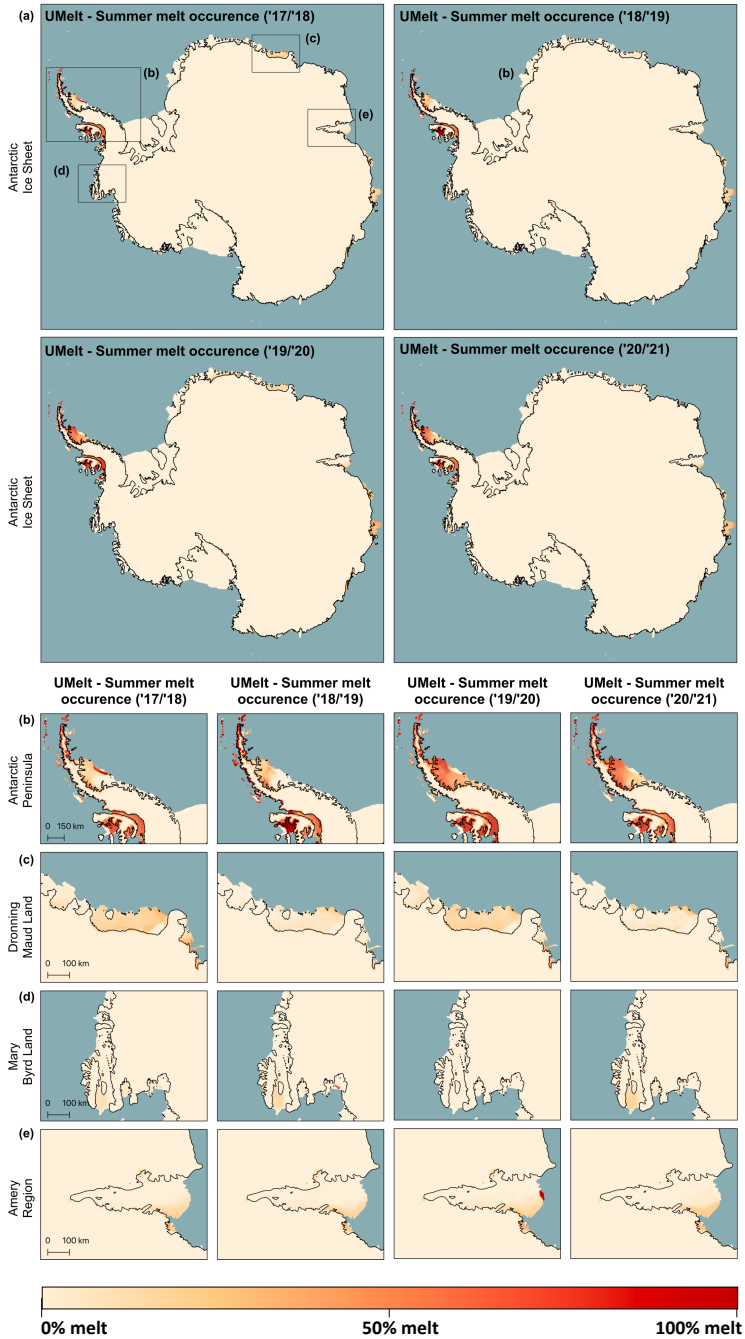 (a)
UMelt - Summer melt occurence ('17/'18)
UMelt - Summer melt occurence ('18/'19)
(c)
(b)
(b)
(e)
(d)
Antarctic
Ice Sheet
UMelt - Summer melt occurence ('19/'20)
UMelt - Summer melt occurence ('20/'21)
Antarctic
Ice Sheet
UMelt - Summer melt
occurence ('17/'18)
UMelt - Summer melt
occurence ('18/'19)
UMelt - Summer melt
occurence ('19/'20)
UMelt - Summer melt
occurence ('20/'21)
(b)
Antarctic
Peninsula
0 150 km
(c)
Dronning
Maud Land
0 100 km
(d)
Mary
Byrd Land
0 100 km
(e)
Amery
Region
0 100 km
0% melt
50% melt
100% melt